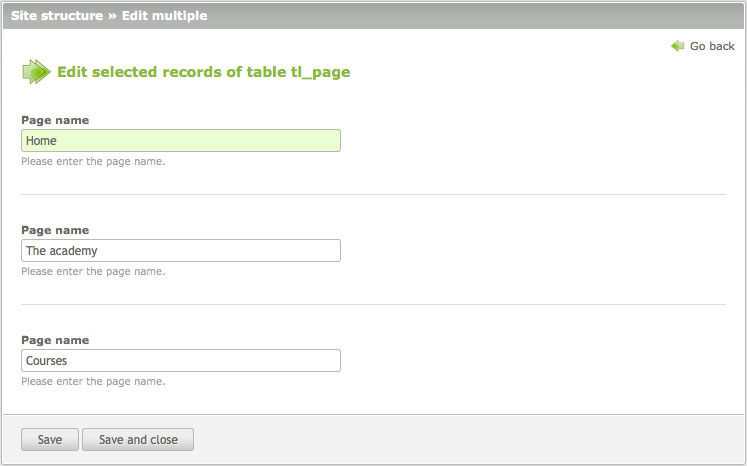 Site structure » Edit multiple
Go back
Edit selected records of table tl_page
Page name
Home
Please enter the page name.
Page name
The academy
Please enter the page name.
Page name
Courses
Please enter the page name.
Save Save and close